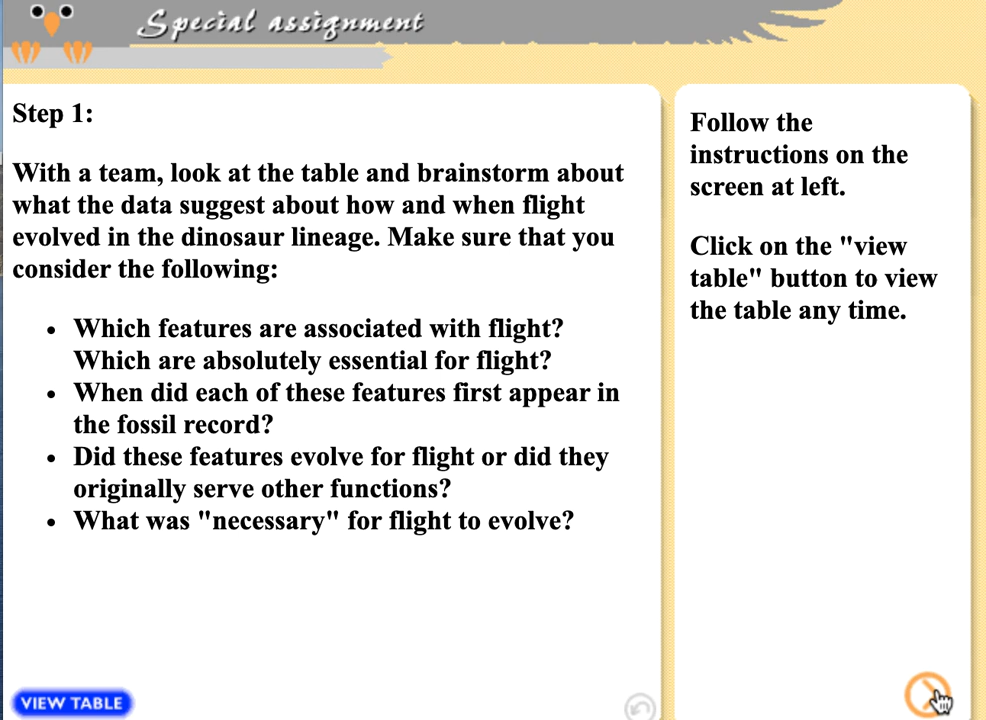 Special assignment
Step 1:
With a team, look at the table and brainstorm about
what the data suggest about how and when flight
evolved in the dinosaur lineage. Make sure that you
consider the following:
• Which features are associated with flight?
Which are absolutely essential for flight?
• When did each of these features first appear in
the fossil record?
• Did these features evolve for flight or did they
originally serve other functions?
• What was "necessary" for flight to evolve?
VIEW TABLE
Follow the
instructions on the
screen at left.
Click on the "view
table" button to view
the table any time.